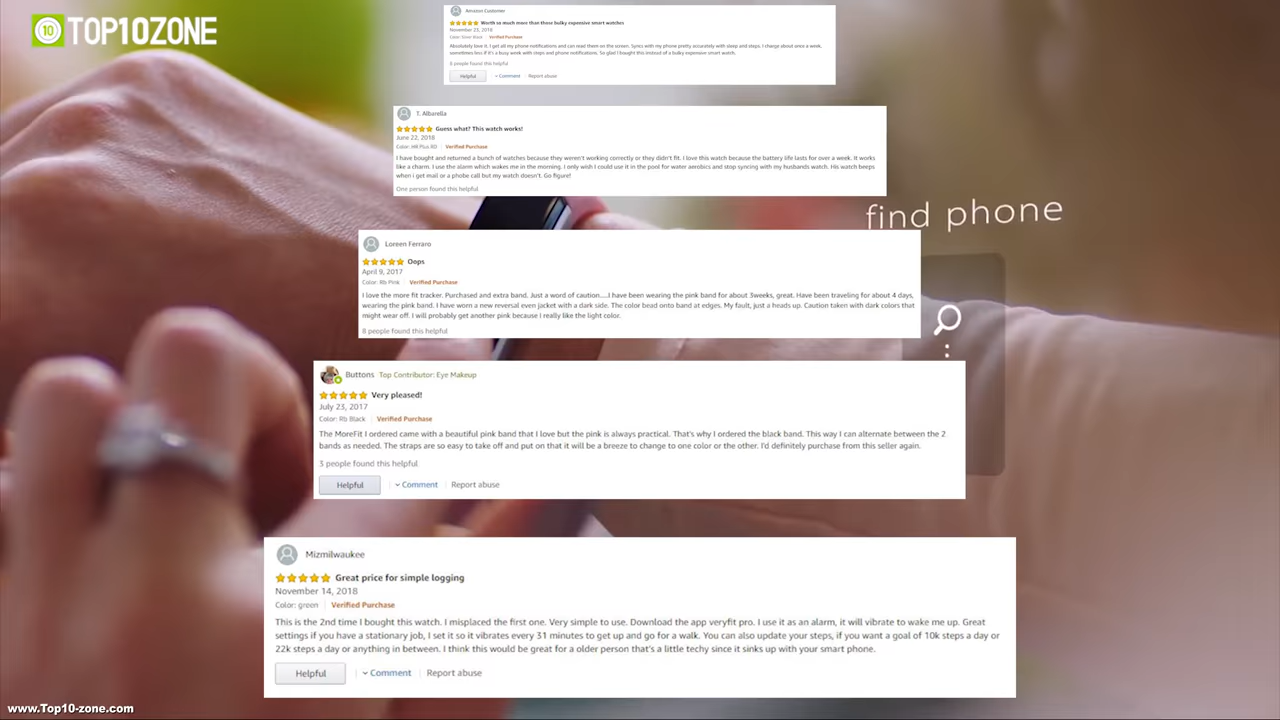 10 TOP10ZONE
Amazon Customer
Worth so much more than those bulky expensive smart watches
November 23, 2018
Color: Silver Black Verified Purchase
Absolutely love it. I get all my phone notifications and can read them on the screen. Syncs with my phone pretty accurately with sleep and steps. I charge about once a week,
sometimes less if it's a busy week with steps and phone notifications. So glad I bought this instead of a bulky expensive smart watch.
people found this helpful
Helpful Comment Report abuse
T. Albarella
Guess what? This watch works!
June 22, 2018
Color: HR Plus RD Verified Purchase
I have bought and returned a bunch of watches because they weren't working correctly or they didn't fit. I love this watch because the battery life lasts for over a week. It works
like a charm. I use the alarm which wakes me in the morning. I only wish I could use it in the pool for water aerobics and stop syncing with my husbands watch. His watch beeps
when i get mail or a phobe call but my watch doesn't. Go figure!
One person found this helpful
find phone
Loreen Ferraro
Oops
April 9, 2017
Color: Rb Pink Verified Purchase
I love the more fit tracker. Purchased and extra band. Just a word of caution....I have been wearing the pink band for about 3weeks, great. Have been traveling for about 4 days,
wearing the pink band. I have worn a new reversal even jacket with a dark side. The color bead onto band at edges. My fault, just a heads up. Caution taken with dark colors that
might wear off. I will probably get another pink because I really like the light color.
8 people found this helpful
Buttons Top Contributor: Eye Makeup
Very pleased!
July 23, 2017
Color: Rb Black Verified Purchase
The MoreFit I ordered came with a beautiful pink band that I love but the pink is always practical. That's why I ordered the black band. This way I can alternate between the 2
bands as needed. The straps are so easy to take off and put on that it will be a breeze to change to one color or the other. I'd definitely purchase from this seller again.
3 people found this helpful
Helpful Comment Report abuse
Mizmilwaukee
Great price for simple logging
November 14, 2018
Color: green Verified Purchase
This is the 2nd time I bought this watch. I misplaced the first one. Very simple to use. Download the app veryfit pro. I use it as an alarm, it will vibrate to wake me up. Great
settings if you have a stationary job, I set it so it vibrates every 31 minutes to get up and go for a walk. You can also update your steps, if you want a goal of 10k steps a day or
22k steps a day or anything in between. I think this would be great for a older person that's a little techy since it sinks up with your smart phone.
Helpful Comment Report abuse
www.Top10-zone.com